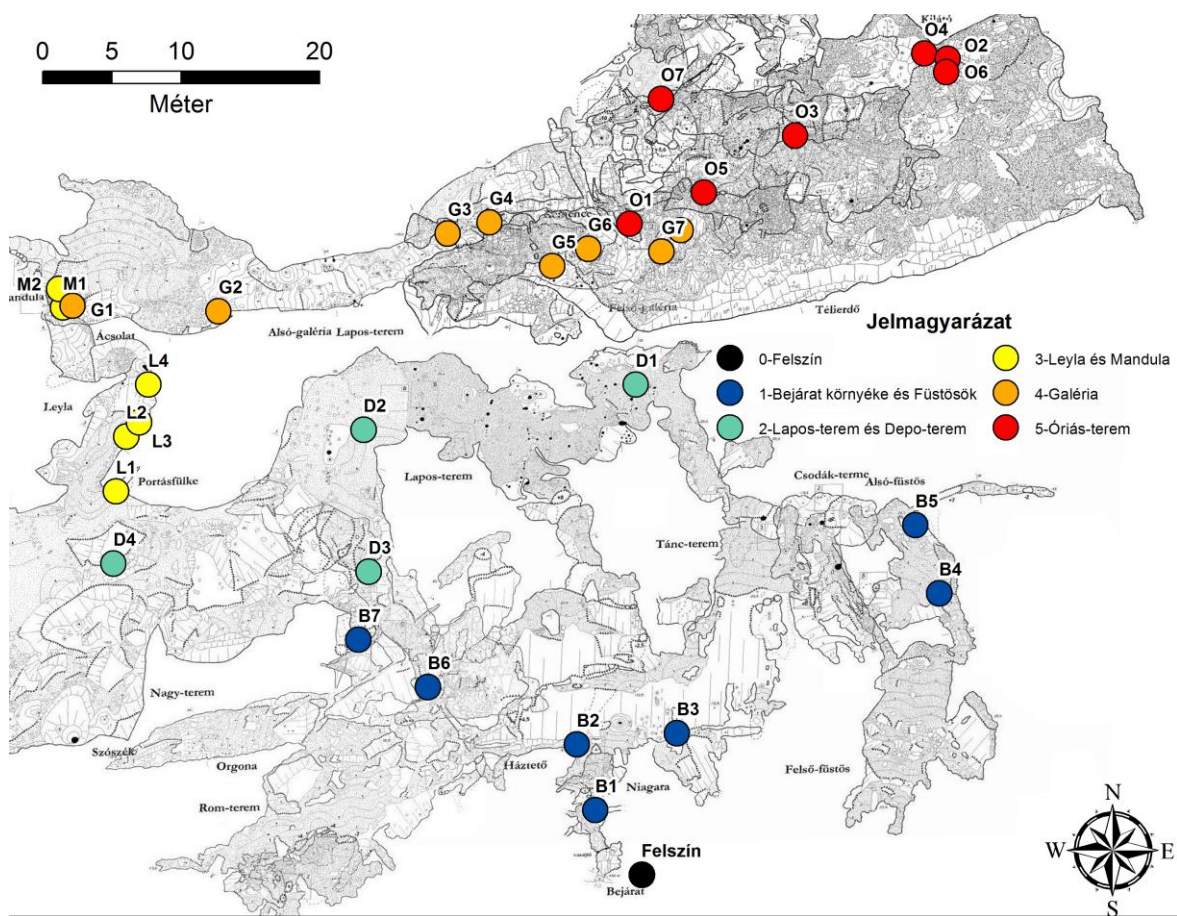 0 5 10 20
Méter
Kilátó
O4
O2
O6
O7
O3
O5
G4
G3
O1
G6
G7
G5
Felső-galéria
Télierdő
M2 M1
G1
G2
Ácsolat
Alsó-galéria Lapos-terem
Jelmagyarázat
0-Felszín
1-Bejárat környéke és Füstösök
2-Lapos-terem és Depo-terem
3-Leyla és Mandula
4-Galéria
5-Óriás-terem
L4
D1
Leyla
L2
L3
D2
L1
Portásfülke
Lapos-terem
Csodák-terme
Alsó-füstös
B5
D4
D3
Tánc-terem
B4
B7
B6
Nagy-terem
B2
B3
Szószék
Orgona
Háztető
Felső-füstös
Niagara
B1
Rom-terem
Felszín
Bejárat
N
W E
S